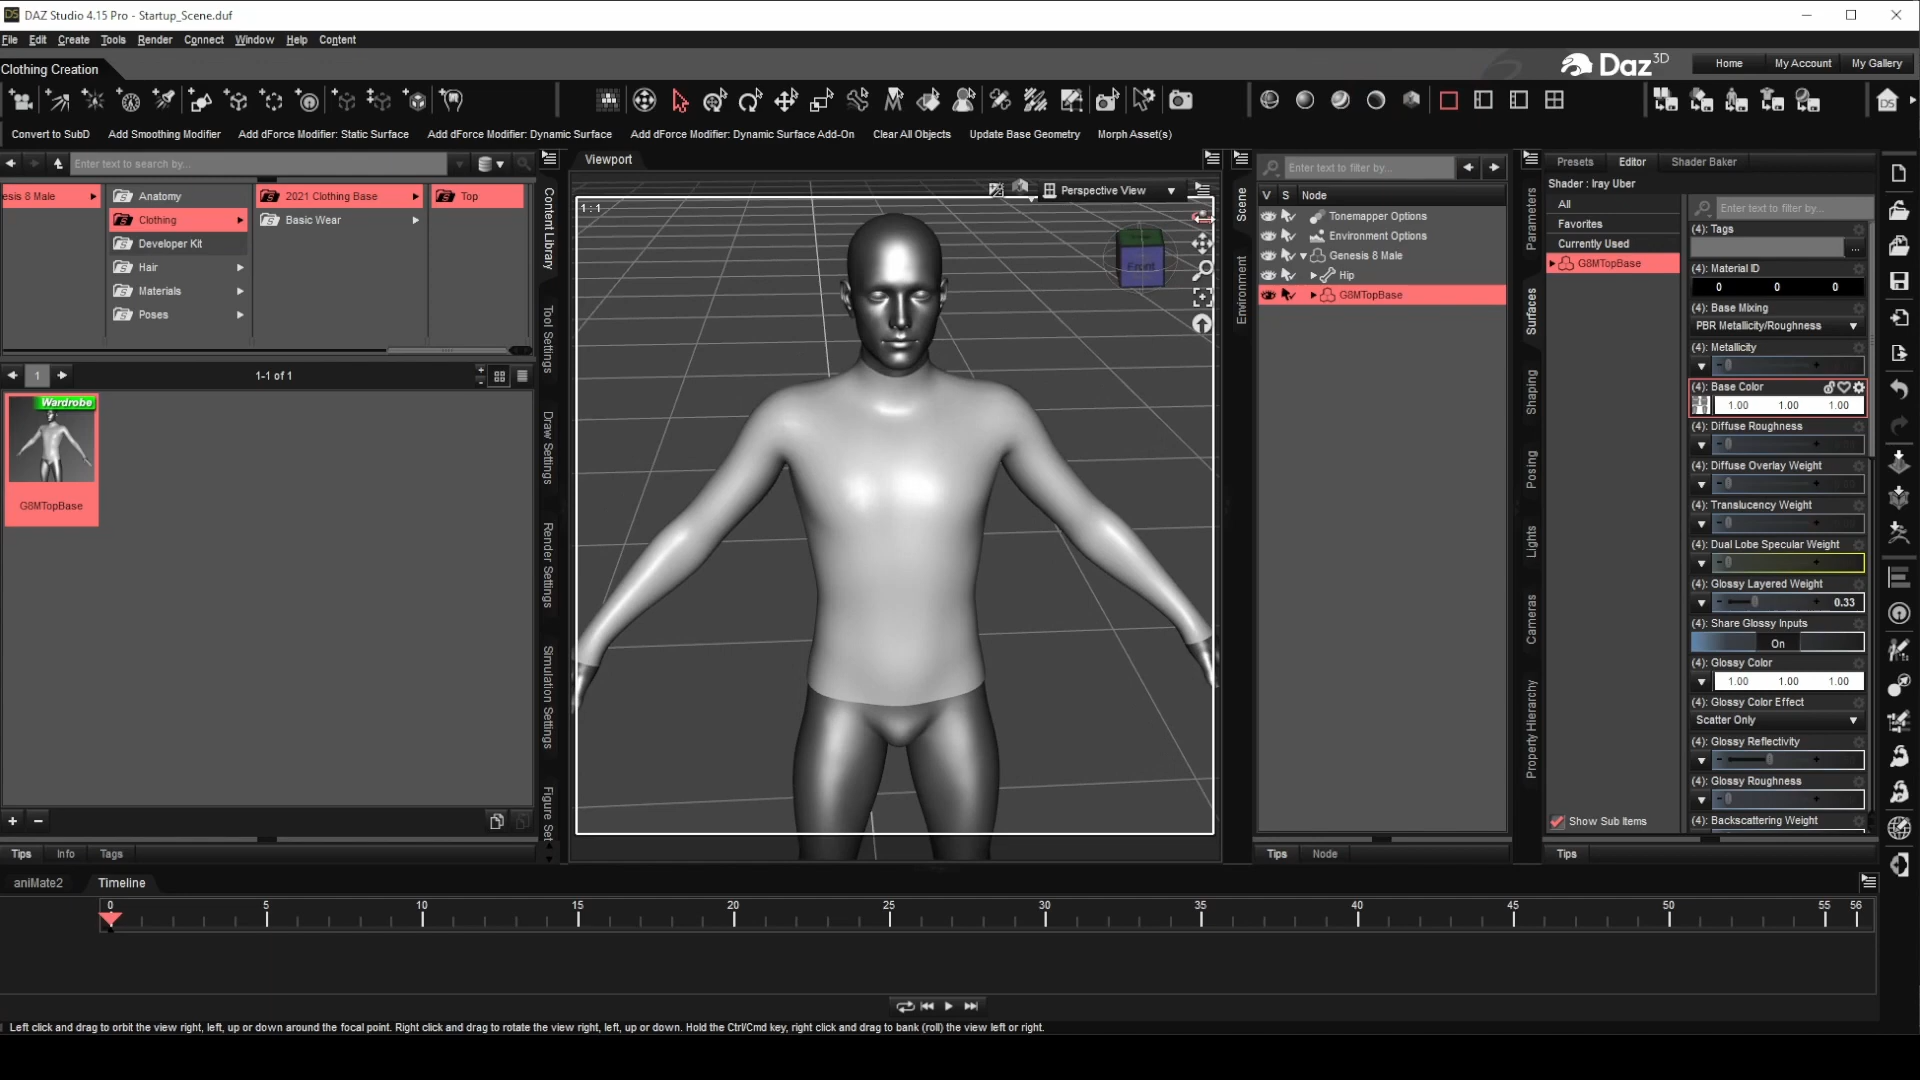 DAZ Studio 4.15 Pro - Startup_Scene.duf
File Edit Create Tools Render Connect Window Help Content
Clothing Creation
Daz 3D
Home My Account My Gallery
Convert to SubD Add Smoothing Modifier Add dForce Modifier: Static Surface Add dForce Modifier: Dynamic Surface Add dForce Modifier: Dynamic Surface Add-On Clear All Objects Update Base Geometry Morph Asset(s)
Enter text to search by...
esis 8 Male
Anatomy
Clothing
Developer Kit
Hair
Materials
Poses
2021 Clothing Base
Basic Wear
Top
1
1-1 of 1
Wardrobe
G8MTopBase
Tips Info Tags
Content Library
Tool Settings
Draw Settings
Render Settings
Simulation Settings
Figure Set
Viewport
1 : 1
Perspective View
Front
Scene
Environment
Enter text to filter by...
V S Node
Tonemapper Options
Environment Options
Genesis 8 Male
Hip
G8MTopBase
Tips Node
Parameters
Surfaces
Shaping
Posing
Lights
Cameras
Property Hierarchy
Presets Editor Shader Baker
Shader : Iray Uber
All
Favorites
Currently Used
G8MTopBase
Show Sub Items
Tips
Enter text to filter by...
(4): Tags
...
(4): Material ID
0 0 0
(4): Base Mixing
PBR Metallicity/Roughness
(4): Metallicity
(4): Base Color
1.00 1.00 1.00
(4): Diffuse Roughness
(4): Diffuse Overlay Weight
(4): Translucency Weight
(4): Dual Lobe Specular Weight
(4): Glossy Layered Weight
0.33
(4): Share Glossy Inputs
On
(4): Glossy Color
1.00 1.00 1.00
(4): Glossy Color Effect
Scatter Only
(4): Glossy Reflectivity
(4): Glossy Roughness
(4): Backscattering Weight
aniMate2 Timeline
0 5 10 15 20 25 30 35 40 45 50 55 56
Left click and drag to orbit the view right, left, up or down around the focal point. Right click and drag to rotate the view right, left, up or down. Hold the Ctrl/Cmd key, right click and drag to bank (roll) the view left or right.